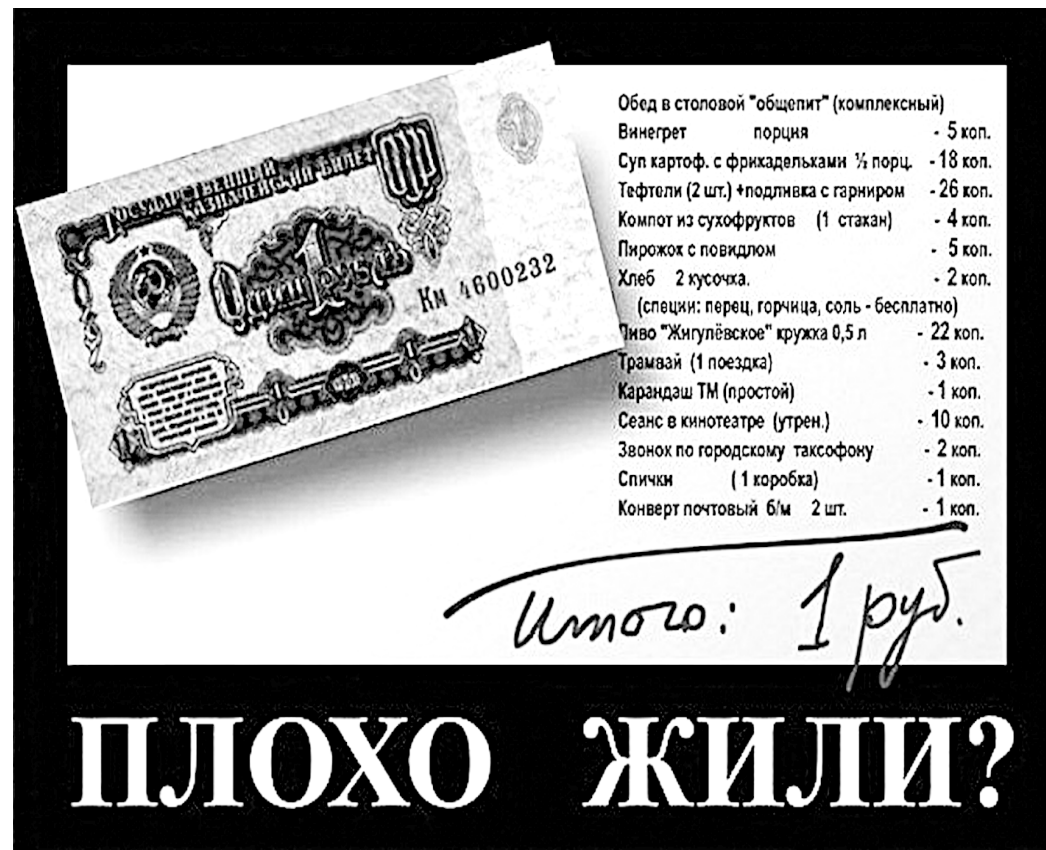 ГОСУДАРСТВЕННЫЙ
КАЗНАЧЕЙСКИЙ БИЛЕТ
Один 1 рубль
Км 4600232
Обед в столовой "общепит" (комплексный)
Винегрет порция - 5 коп.
Суп картоф. с фрикадельками ½ порц. - 18 коп.
Тефтели (2 шт.) +подливка с гарниром - 26 коп.
Компот из сухофруктов (1 стакан) - 4 коп.
Пирожох с повидлом - 5 коп.
Хлеб 2 кусочка. - 2 коп.
(специи: перец, горчица, соль - бесплатно)
Пиво "Жигулёвское" кружка 0,5 л - 22 коп.
Трамвай (1 поездка) - 3 коп.
Карандаш ТМ (простой) - 1 коп.
Сеанс в кинотеатре (утрен.) - 10 коп.
Звонок по городскому таксофону - 2 коп.
Спички (1 коробка) - 1 коп.
Конверт почтовый б/м 2 шт. - 1 коп.
Итого: 1 руб.
ПЛОХО ЖИЛИ?